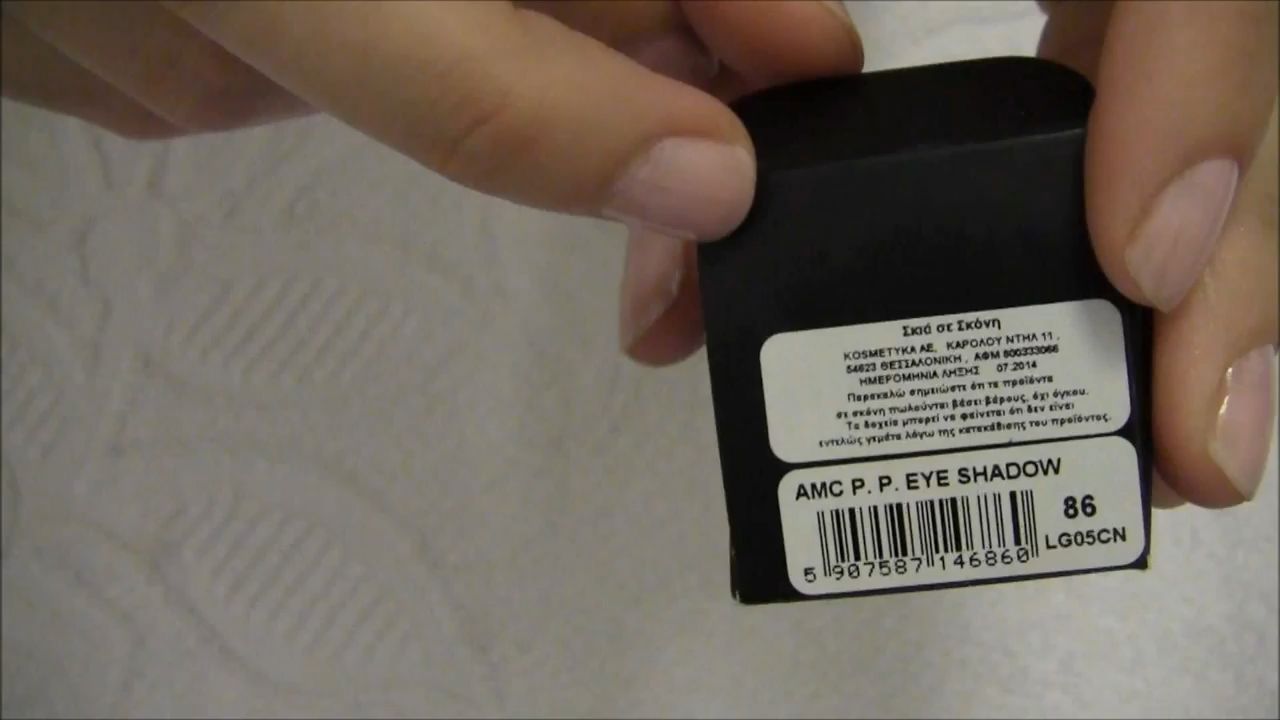 Σκιά σε Σκόνη
KOSMETYKA AE, ΚΑΡΟΛΟΥ ΝΤΗΛ 11,
54623 ΘΕΣΣΑΛΟΝΙΚΗ, ΑΦΜ 800333066
ΗΜΕΡΟΜΗΝΙΑ ΛΗΞΗΣ 07.2014
Παρακαλώ σημειώστε ότι τα προϊόντα
σε σκόνη πωλούνται βάσει βάρους, όχι όγκου.
Τα δοχεία μπορεί να φαίνεται ότι δεν είναι
εντελώς γεμάτα λόγω της κατακάθισης του προϊόντος.
AMC P. P. EYE SHADOW
86
LG05CN
5 907587 146860